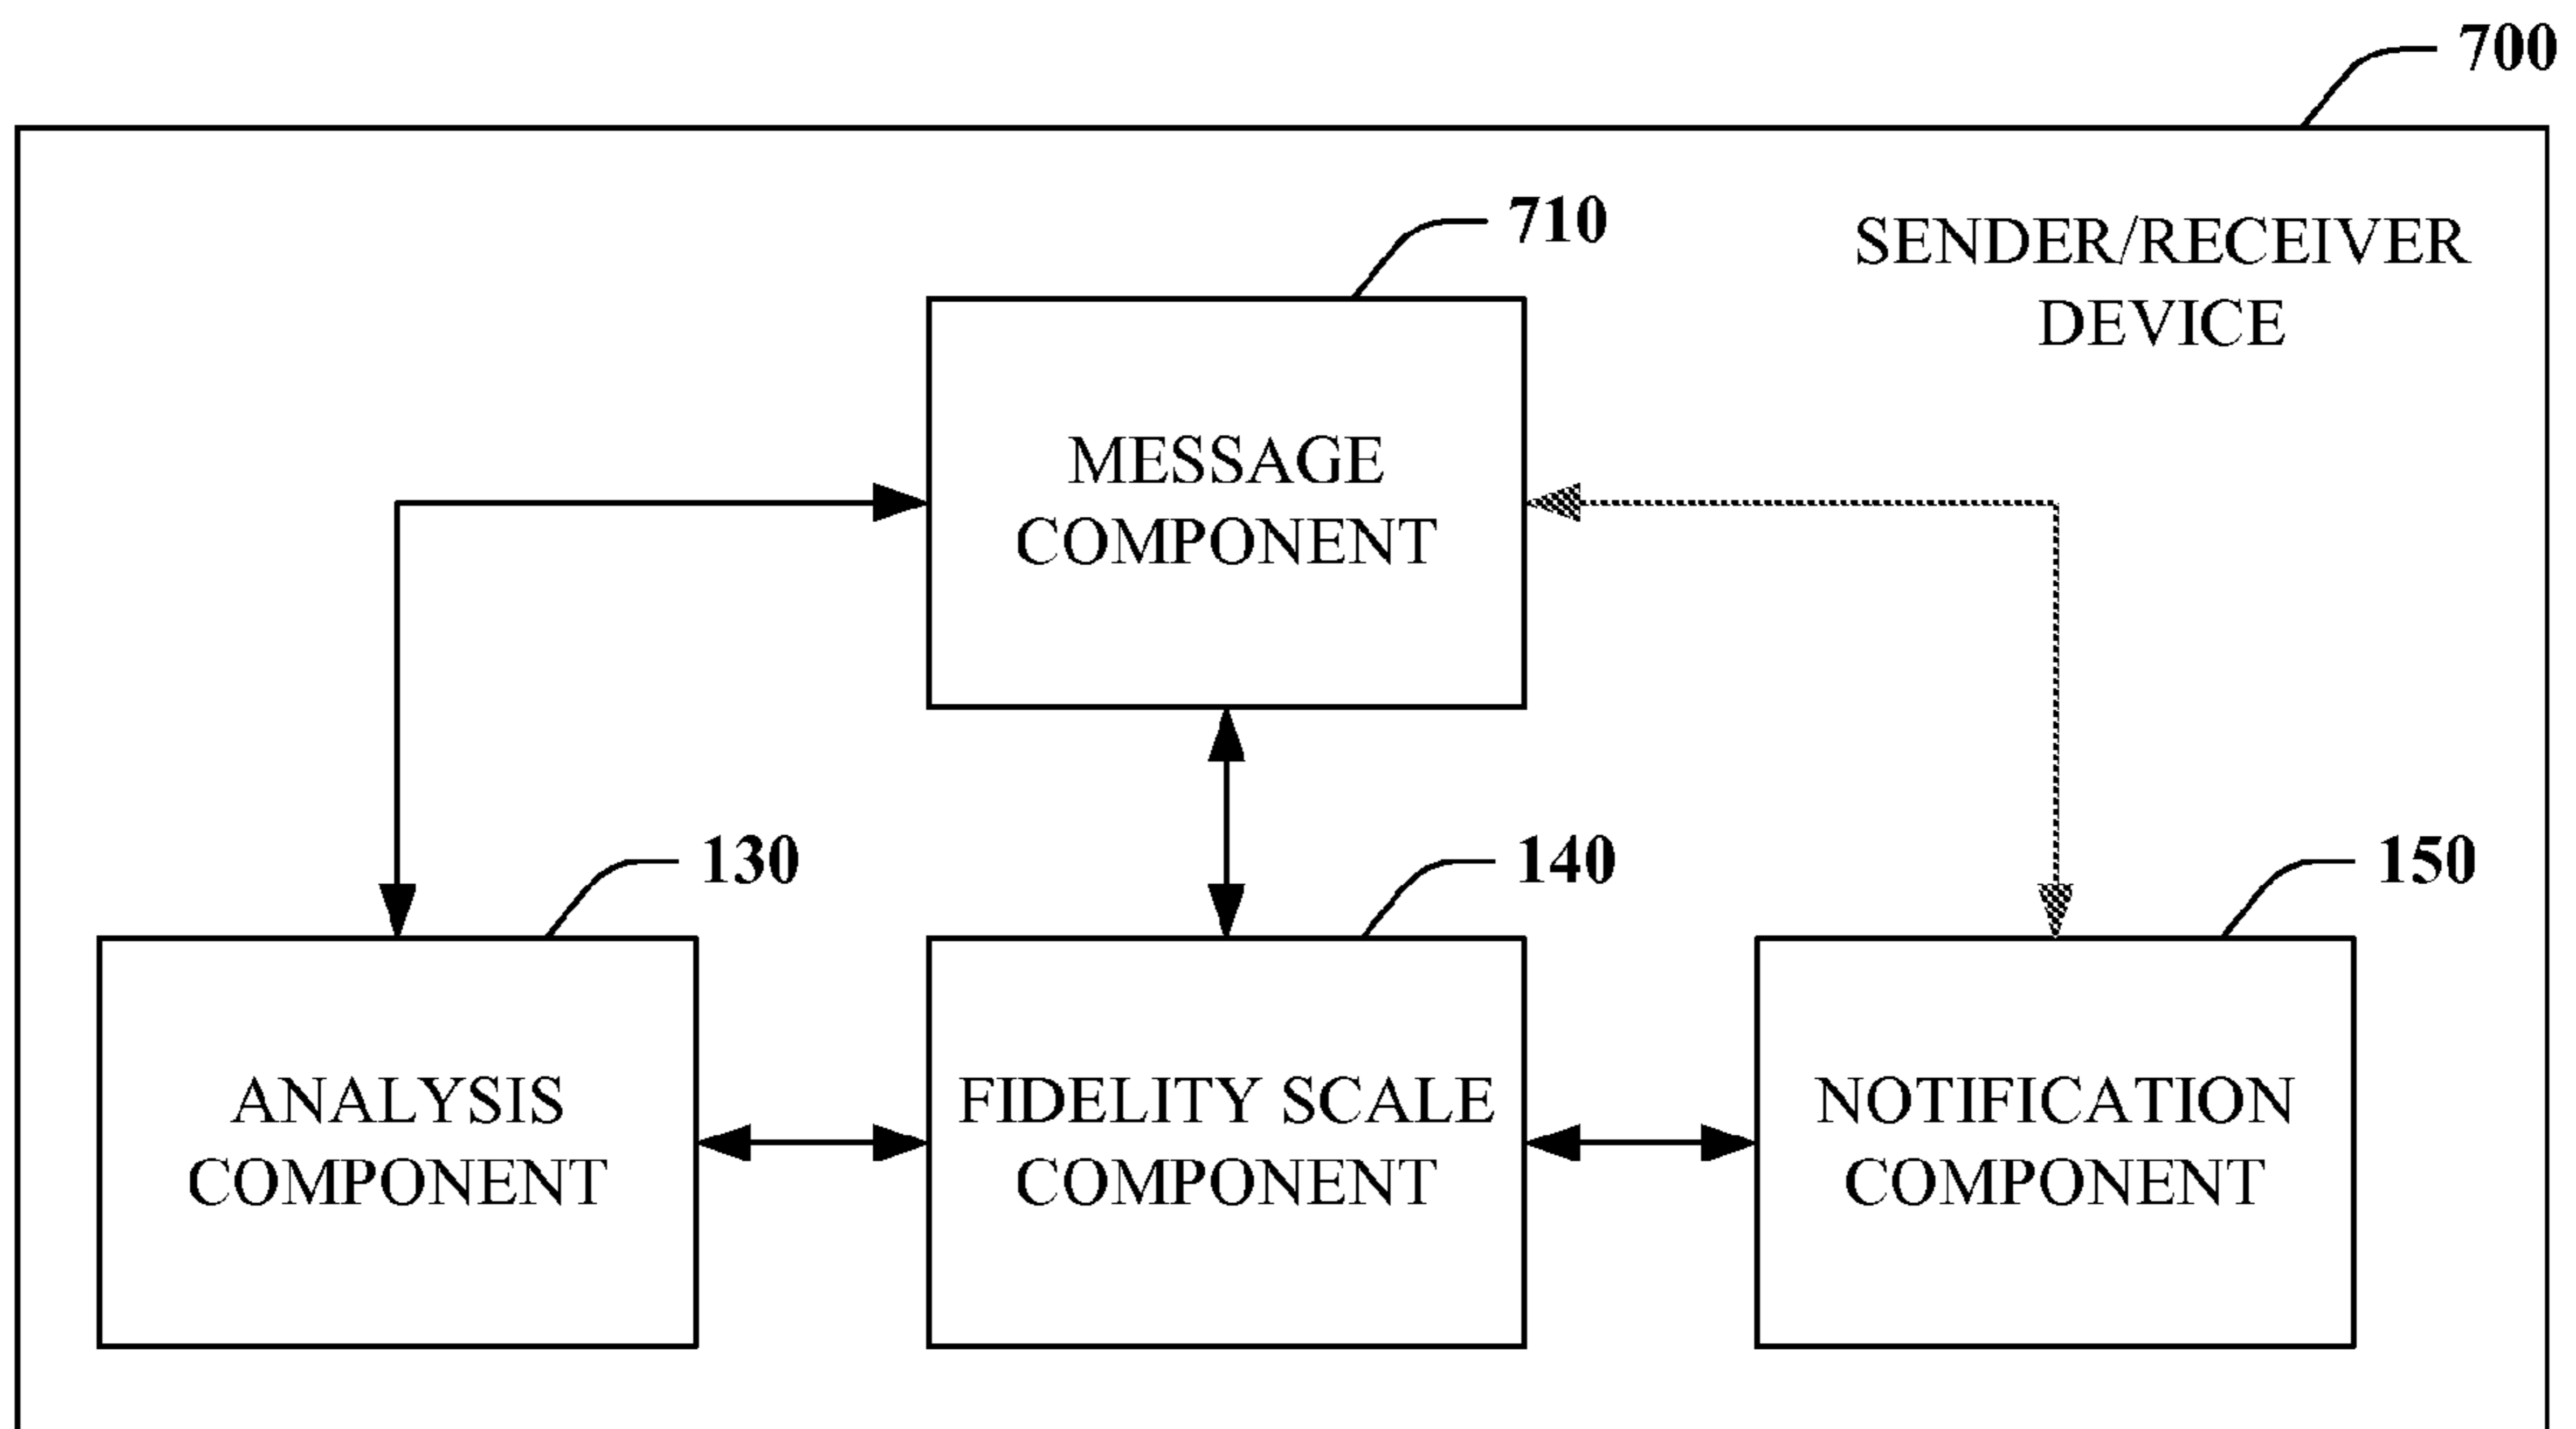 700
710
SENDER/RECEIVER
DEVICE
MESSAGE
COMPONENT
130
140
150
ANALYSIS
COMPONENT
FIDELITY SCALE
COMPONENT
NOTIFICATION
COMPONENT